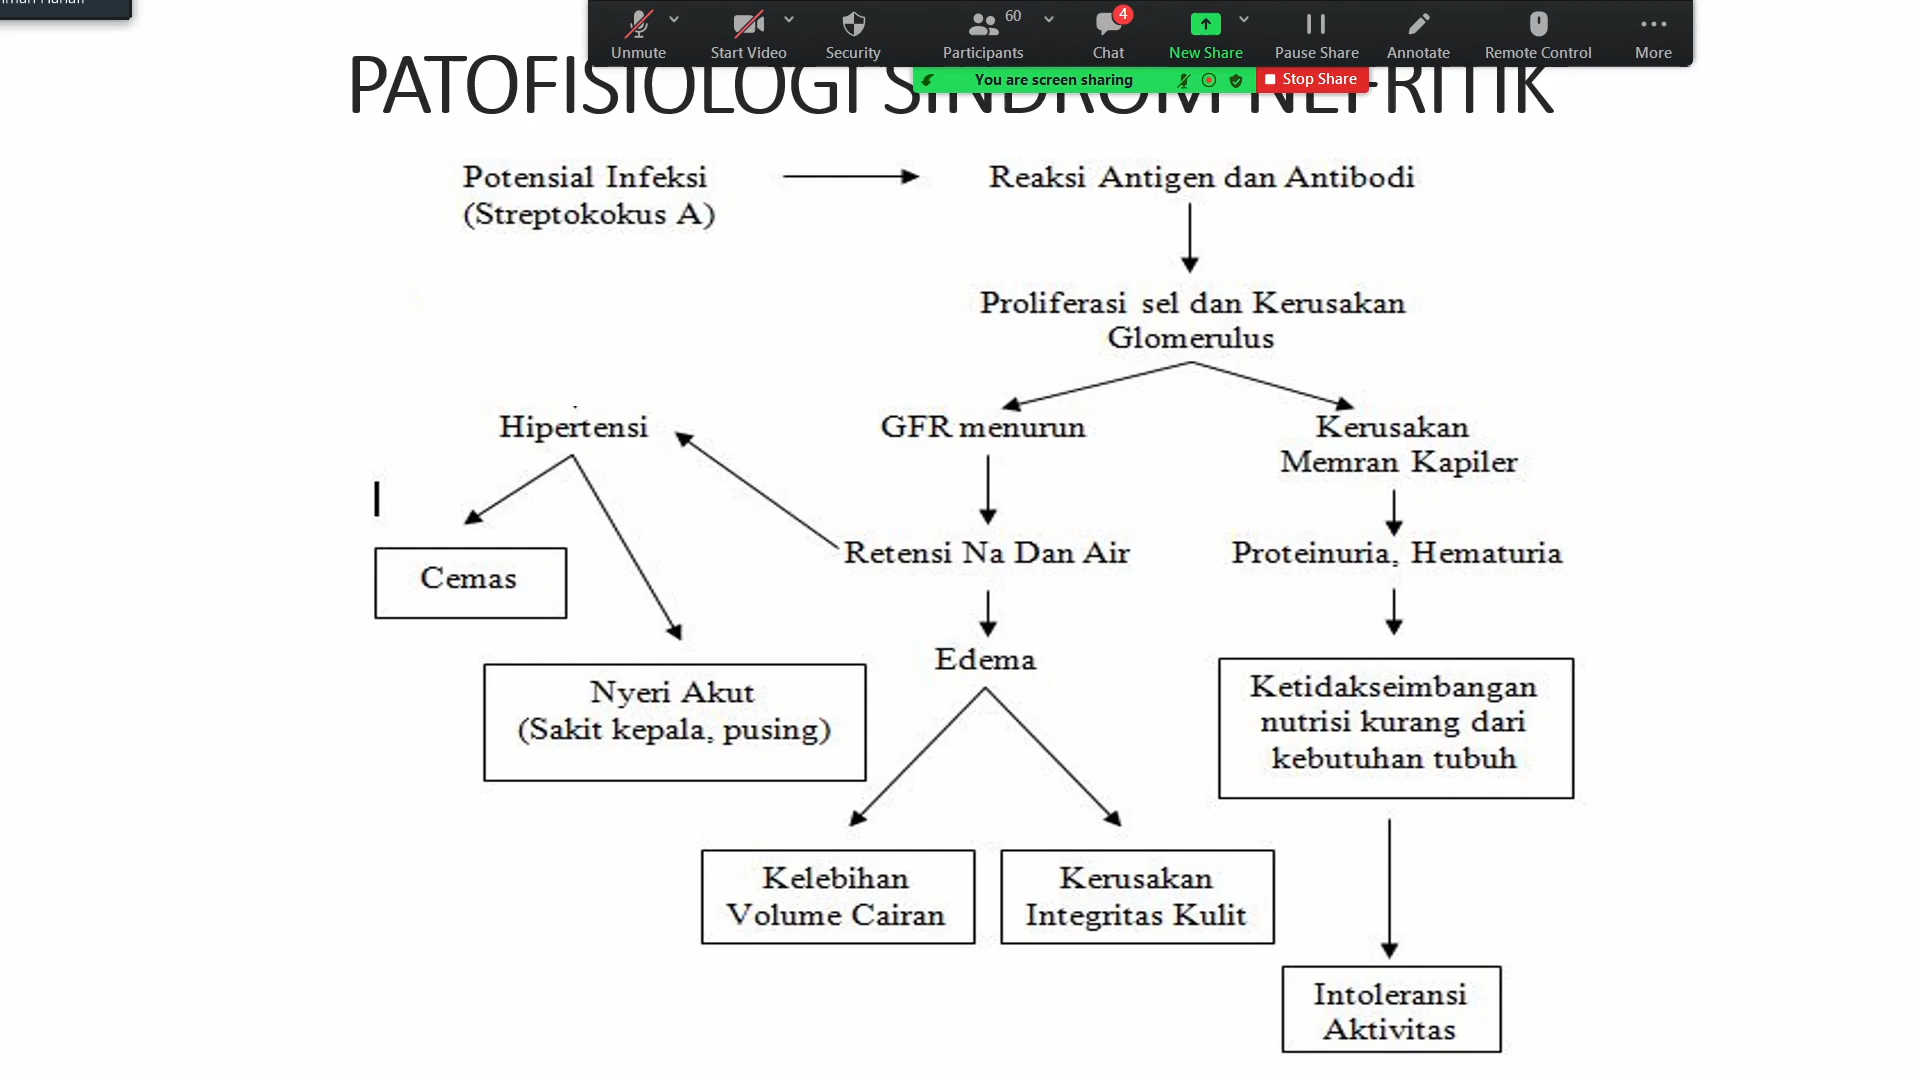 Unmute
Start Video
Security
60
Participants
4
Chat
New Share
Pause Share
Annotate
Remote Control
More
You are screen sharing
Stop Share
PATOFISIOLOGI SINDROM NEFRITIK
Potensial Infeksi
(Streptokokus A)
Reaksi Antigen dan Antibodi
Proliferasi sel dan Kerusakan
Glomerulus
Hipertensi
GFR menurun
Kerusakan
Memran Kapiler
Cemas
Retensi Na Dan Air
Proteinuria, Hematuria
Nyeri Akut
(Sakit kepala, pusing)
Edema
Ketidakseimbangan
nutrisi kurang dari
kebutuhan tubuh
Kelebihan
Volume Cairan
Kerusakan
Integritas Kulit
Intoleransi
Aktivitas